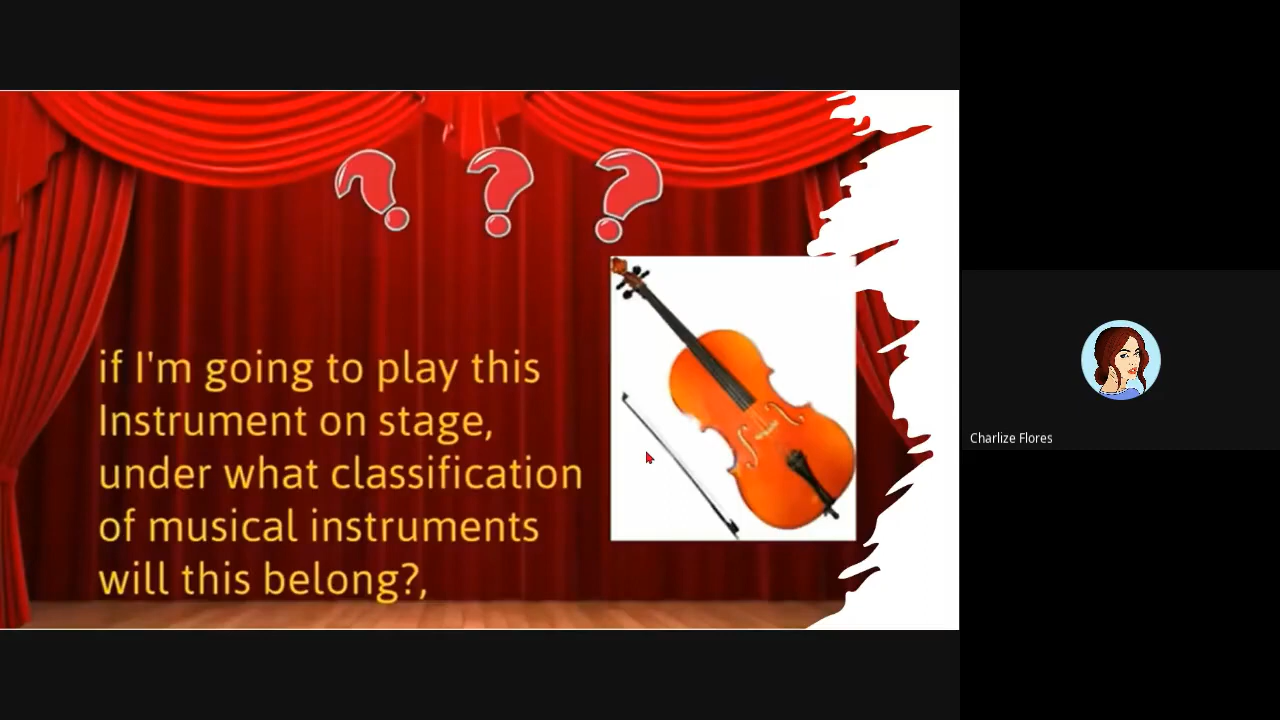 if I'm going to play this
Instrument on stage,
under what classification
of musical instruments
will this belong?,
Charlize Flores